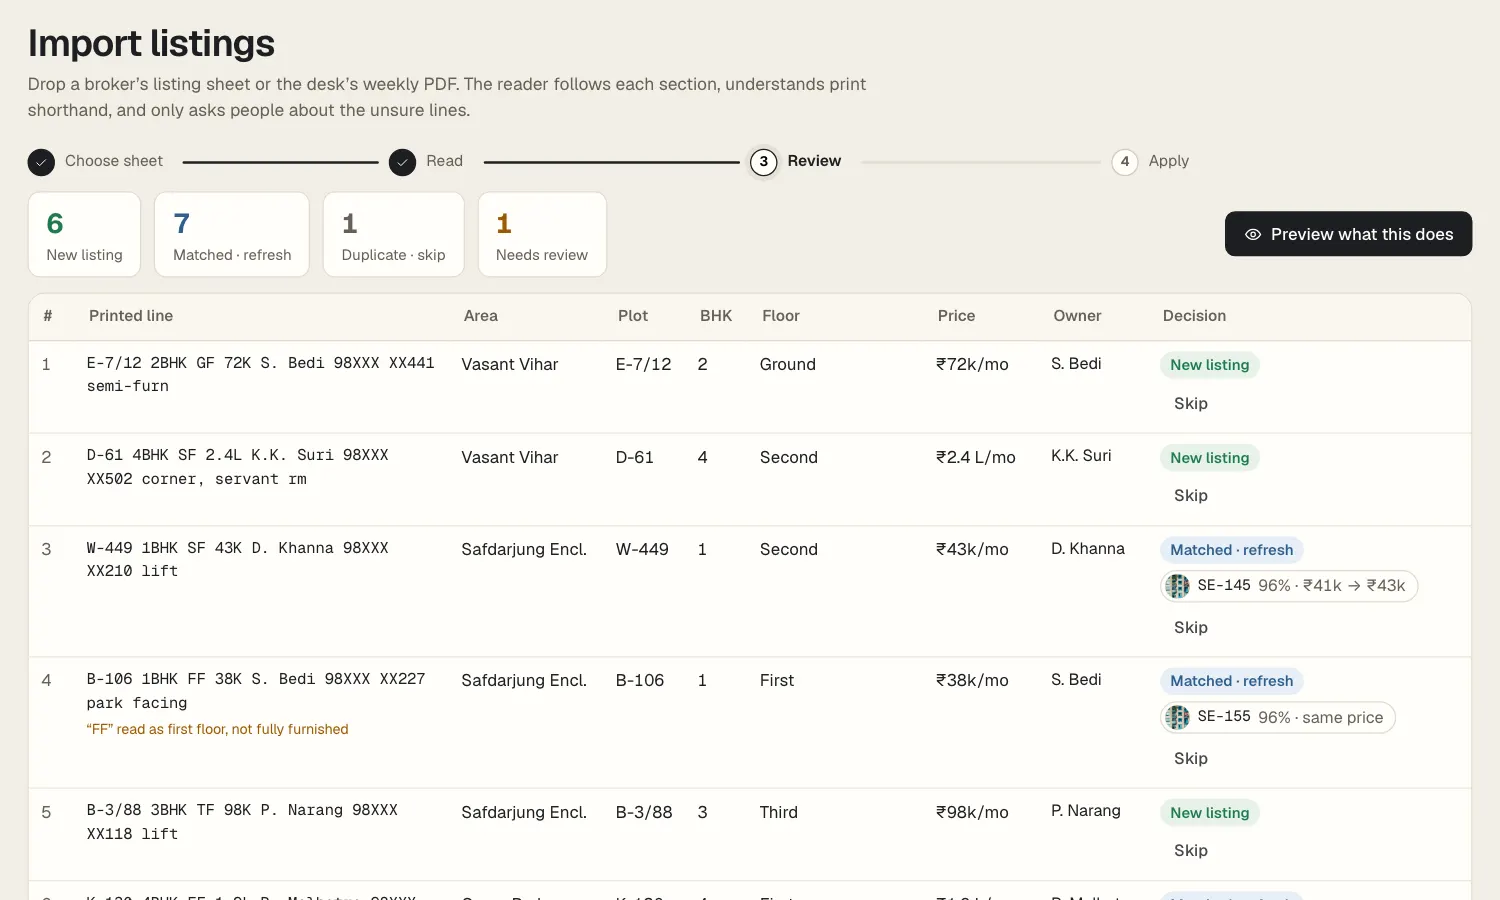 Import listings
Drop a broker’s listing sheet or the desk’s weekly PDF. The reader follows each section, understands print
shorthand, and only asks people about the unsure lines.
Choose sheet
Read
3 Review
4 Apply
6
New listing
7
Matched · refresh
1
Duplicate · skip
1
Needs review
Preview what this does
# Printed line Area Plot BHK Floor Price Owner Decision
1 E-7/12 2BHK GF 72K S. Bedi 98XXX XX441 Vasant Vihar E-7/12 2 Ground ₹72k/mo S. Bedi New listing
semi-furn
Skip
2 D-61 4BHK SF 2.4L K.K. Suri 98XXX Vasant Vihar D-61 4 Second ₹2.4 L/mo K.K. Suri New listing
XX502 corner, servant rm
Skip
3 W-449 1BHK SF 43K D. Khanna 98XXX Safdarjung Encl. W-449 1 Second ₹43k/mo D. Khanna Matched · refresh
XX210 lift
SE-145 96% · ₹41k → ₹43k
Skip
4 B-106 1BHK FF 38K S. Bedi 98XXX XX227 Safdarjung Encl. B-106 1 First ₹38k/mo S. Bedi Matched · refresh
park facing
SE-155 96% · same price
“FF” read as first floor, not fully furnished
Skip
5 B-3/88 3BHK TF 98K P. Narang 98XXX Safdarjung Encl. B-3/88 3 Third ₹98k/mo P. Narang New listing
XX118 lift
Skip